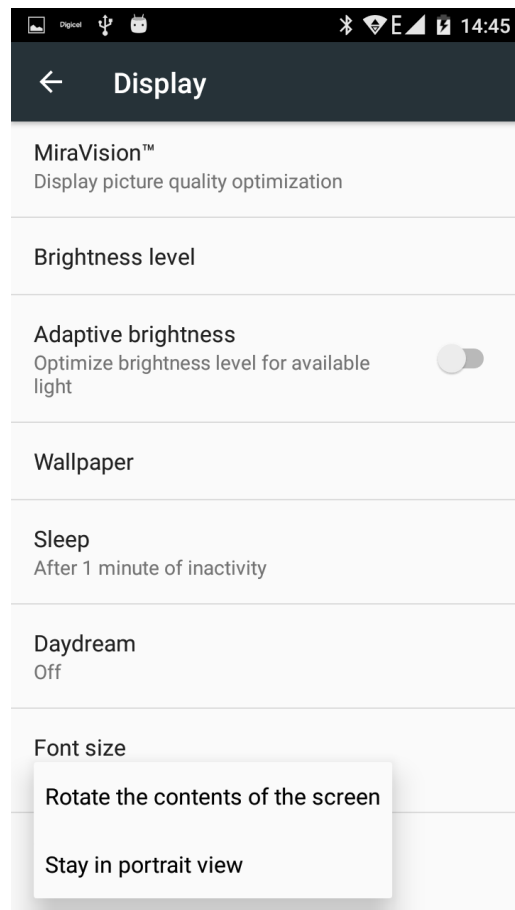 Digicel
E
14:45
Display
MiraVision™
Display picture quality optimization
Brightness level
Adaptive brightness
Optimize brightness level for available
light
Wallpaper
Sleep
After 1 minute of inactivity
Daydream
Off
Font size
Rotate the contents of the screen
Stay in portrait view